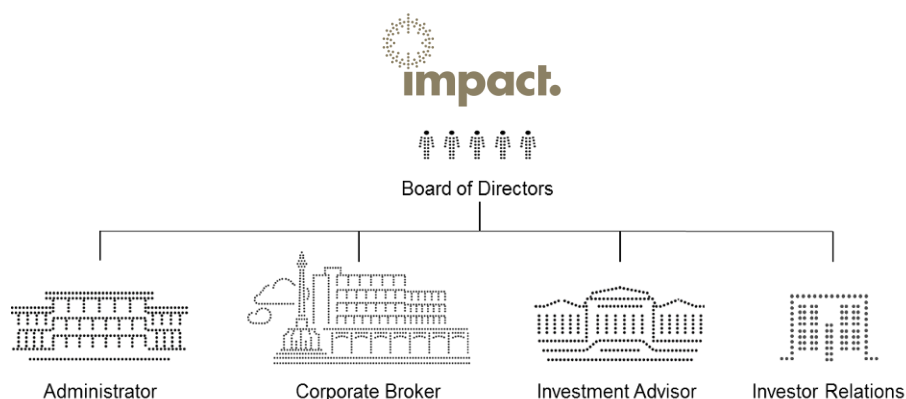 impact.
Board of Directors
Administrator
Corporate Broker
Investment Advisor
Investor Relations